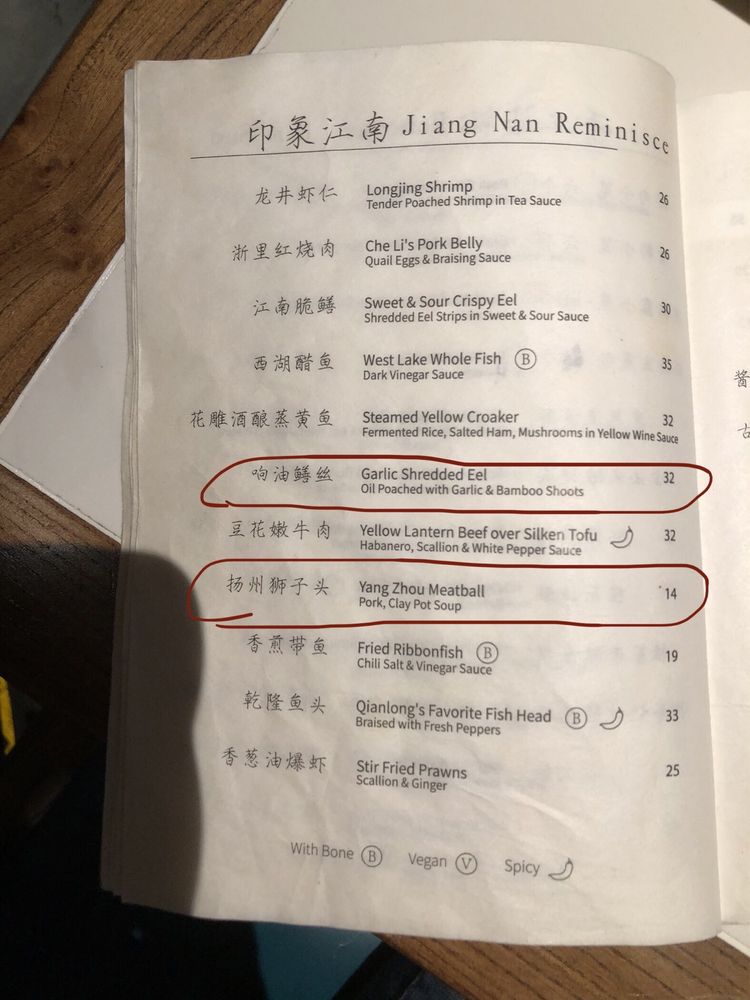 印象江南 Jiang Nan Reminisce
龙井虾仁 Longjing Shrimp 26
Tender Poached Shrimp in Tea Sauce
浙里红烧肉 Che Li's Pork Belly 26
Quail Eggs & Braising Sauce
江南脆鳝 Sweet & Sour Crispy Eel 30
Shredded Eel Strips in Sweet & Sour Sauce
西湖醋鱼 West Lake Whole Fish B 35
Dark Vinegar Sauce
花雕酒酿蒸黄鱼 Steamed Yellow Croaker 32
Fermented Rice, Salted Ham, Mushrooms in Yellow Wine Sauce
响油鳝丝 Garlic Shredded Eel 32
Oil Poached with Garlic & Bamboo Shoots
豆花嫩牛肉 Yellow Lantern Beef over Silken Tofu 32
Habanero, Scallion & White Pepper Sauce
扬州狮子头 Yang Zhou Meatball 14
Pork, Clay Pot Soup
香煎带鱼 Fried Ribbonfish B 19
Chili Salt & Vinegar Sauce
乾隆鱼头 Qianlong's Favorite Fish Head B 33
Braised with Fresh Peppers
香葱油爆虾 Stir Fried Prawns 25
Scallion & Ginger
With Bone B Vegan V Spicy
酱
古